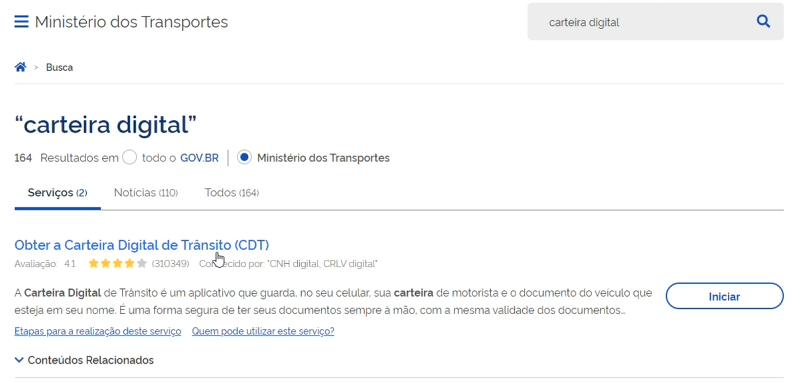 Ministério dos Transportes
carteira digital
> Busca
“carteira digital”
164 Resultados em todo o GOV.BR | Ministério dos Transportes
Serviços (2) Notícias (110) Todos (164)
Obter a Carteira Digital de Trânsito (CDT)
Avaliação: 4.1 (310349) Conhecido por: "CNH digital, CRLV digital"
A Carteira Digital de Trânsito é um aplicativo que guarda, no seu celular, sua carteira de motorista e o documento do veículo que
esteja em seu nome. É uma forma segura de ter seus documentos sempre à mão, com a mesma validade dos documentos...
Iniciar
Etapas para a realização deste serviço Quem pode utilizar este serviço?
Conteúdos Relacionados